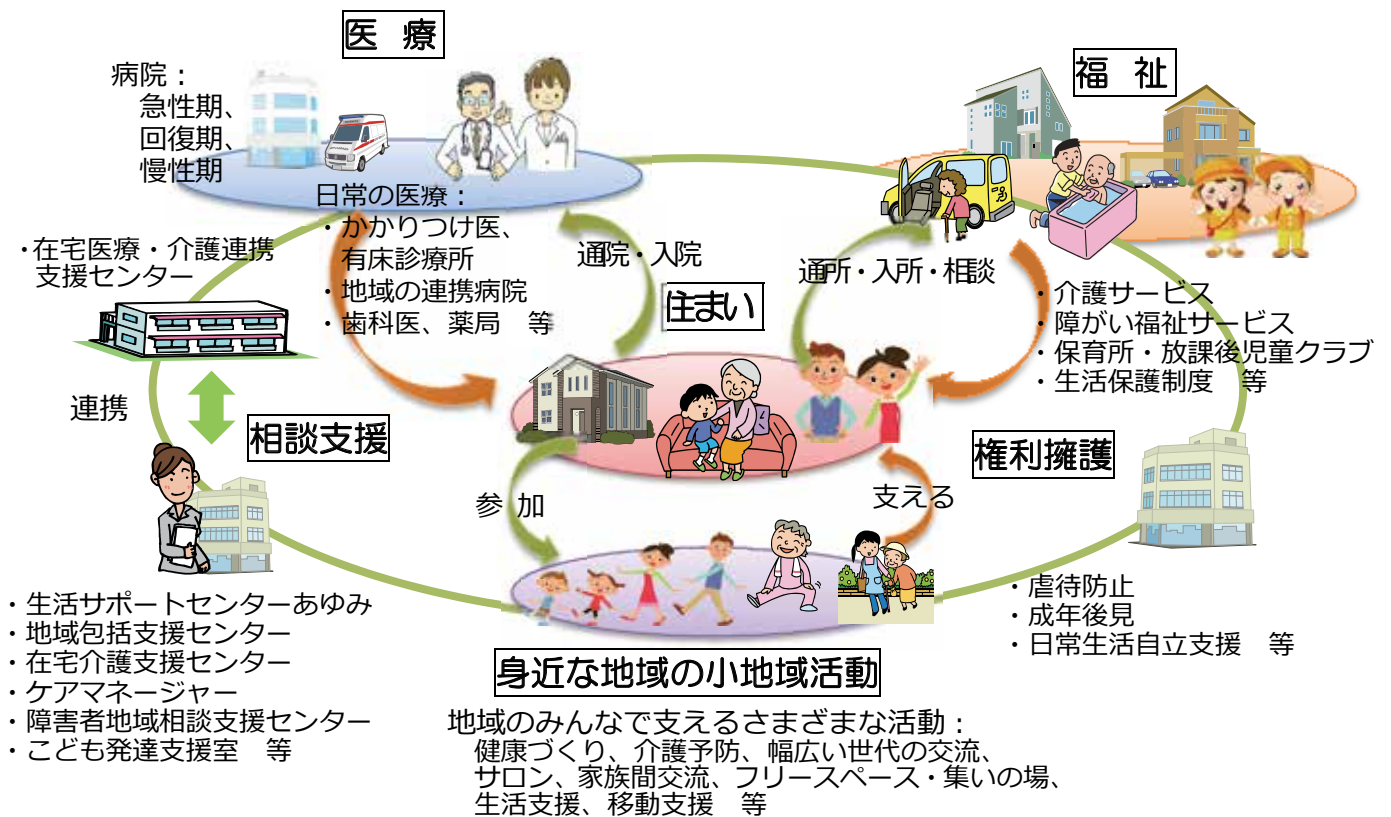 医 療
病院：
急性期、
回復期、
慢性期
日常の医療：
・かかりつけ医、
有床診療所
・地域の連携病院
・歯科医、薬局 等
福 祉
・介護サービス
・障がい福祉サービス
・保育所・放課後児童クラブ
・生活保護制度 等
通院・入院
通所・入所・相談
住まい
・在宅医療・介護連携
支援センター
連携
相談支援
・生活サポートセンターあゆみ
・地域包括支援センター
・在宅介護支援センター
・ケアマネージャー
・障害者地域相談支援センター
・こども発達支援室 等
参 加
支える
権利擁護
・虐待防止
・成年後見
・日常生活自立支援 等
身近な地域の小地域活動
地域のみんなで支えるさまざまな活動：
健康づくり、介護予防、幅広い世代の交流、
サロン、家族間交流、フリースペース・集いの場、
生活支援、移動支援 等